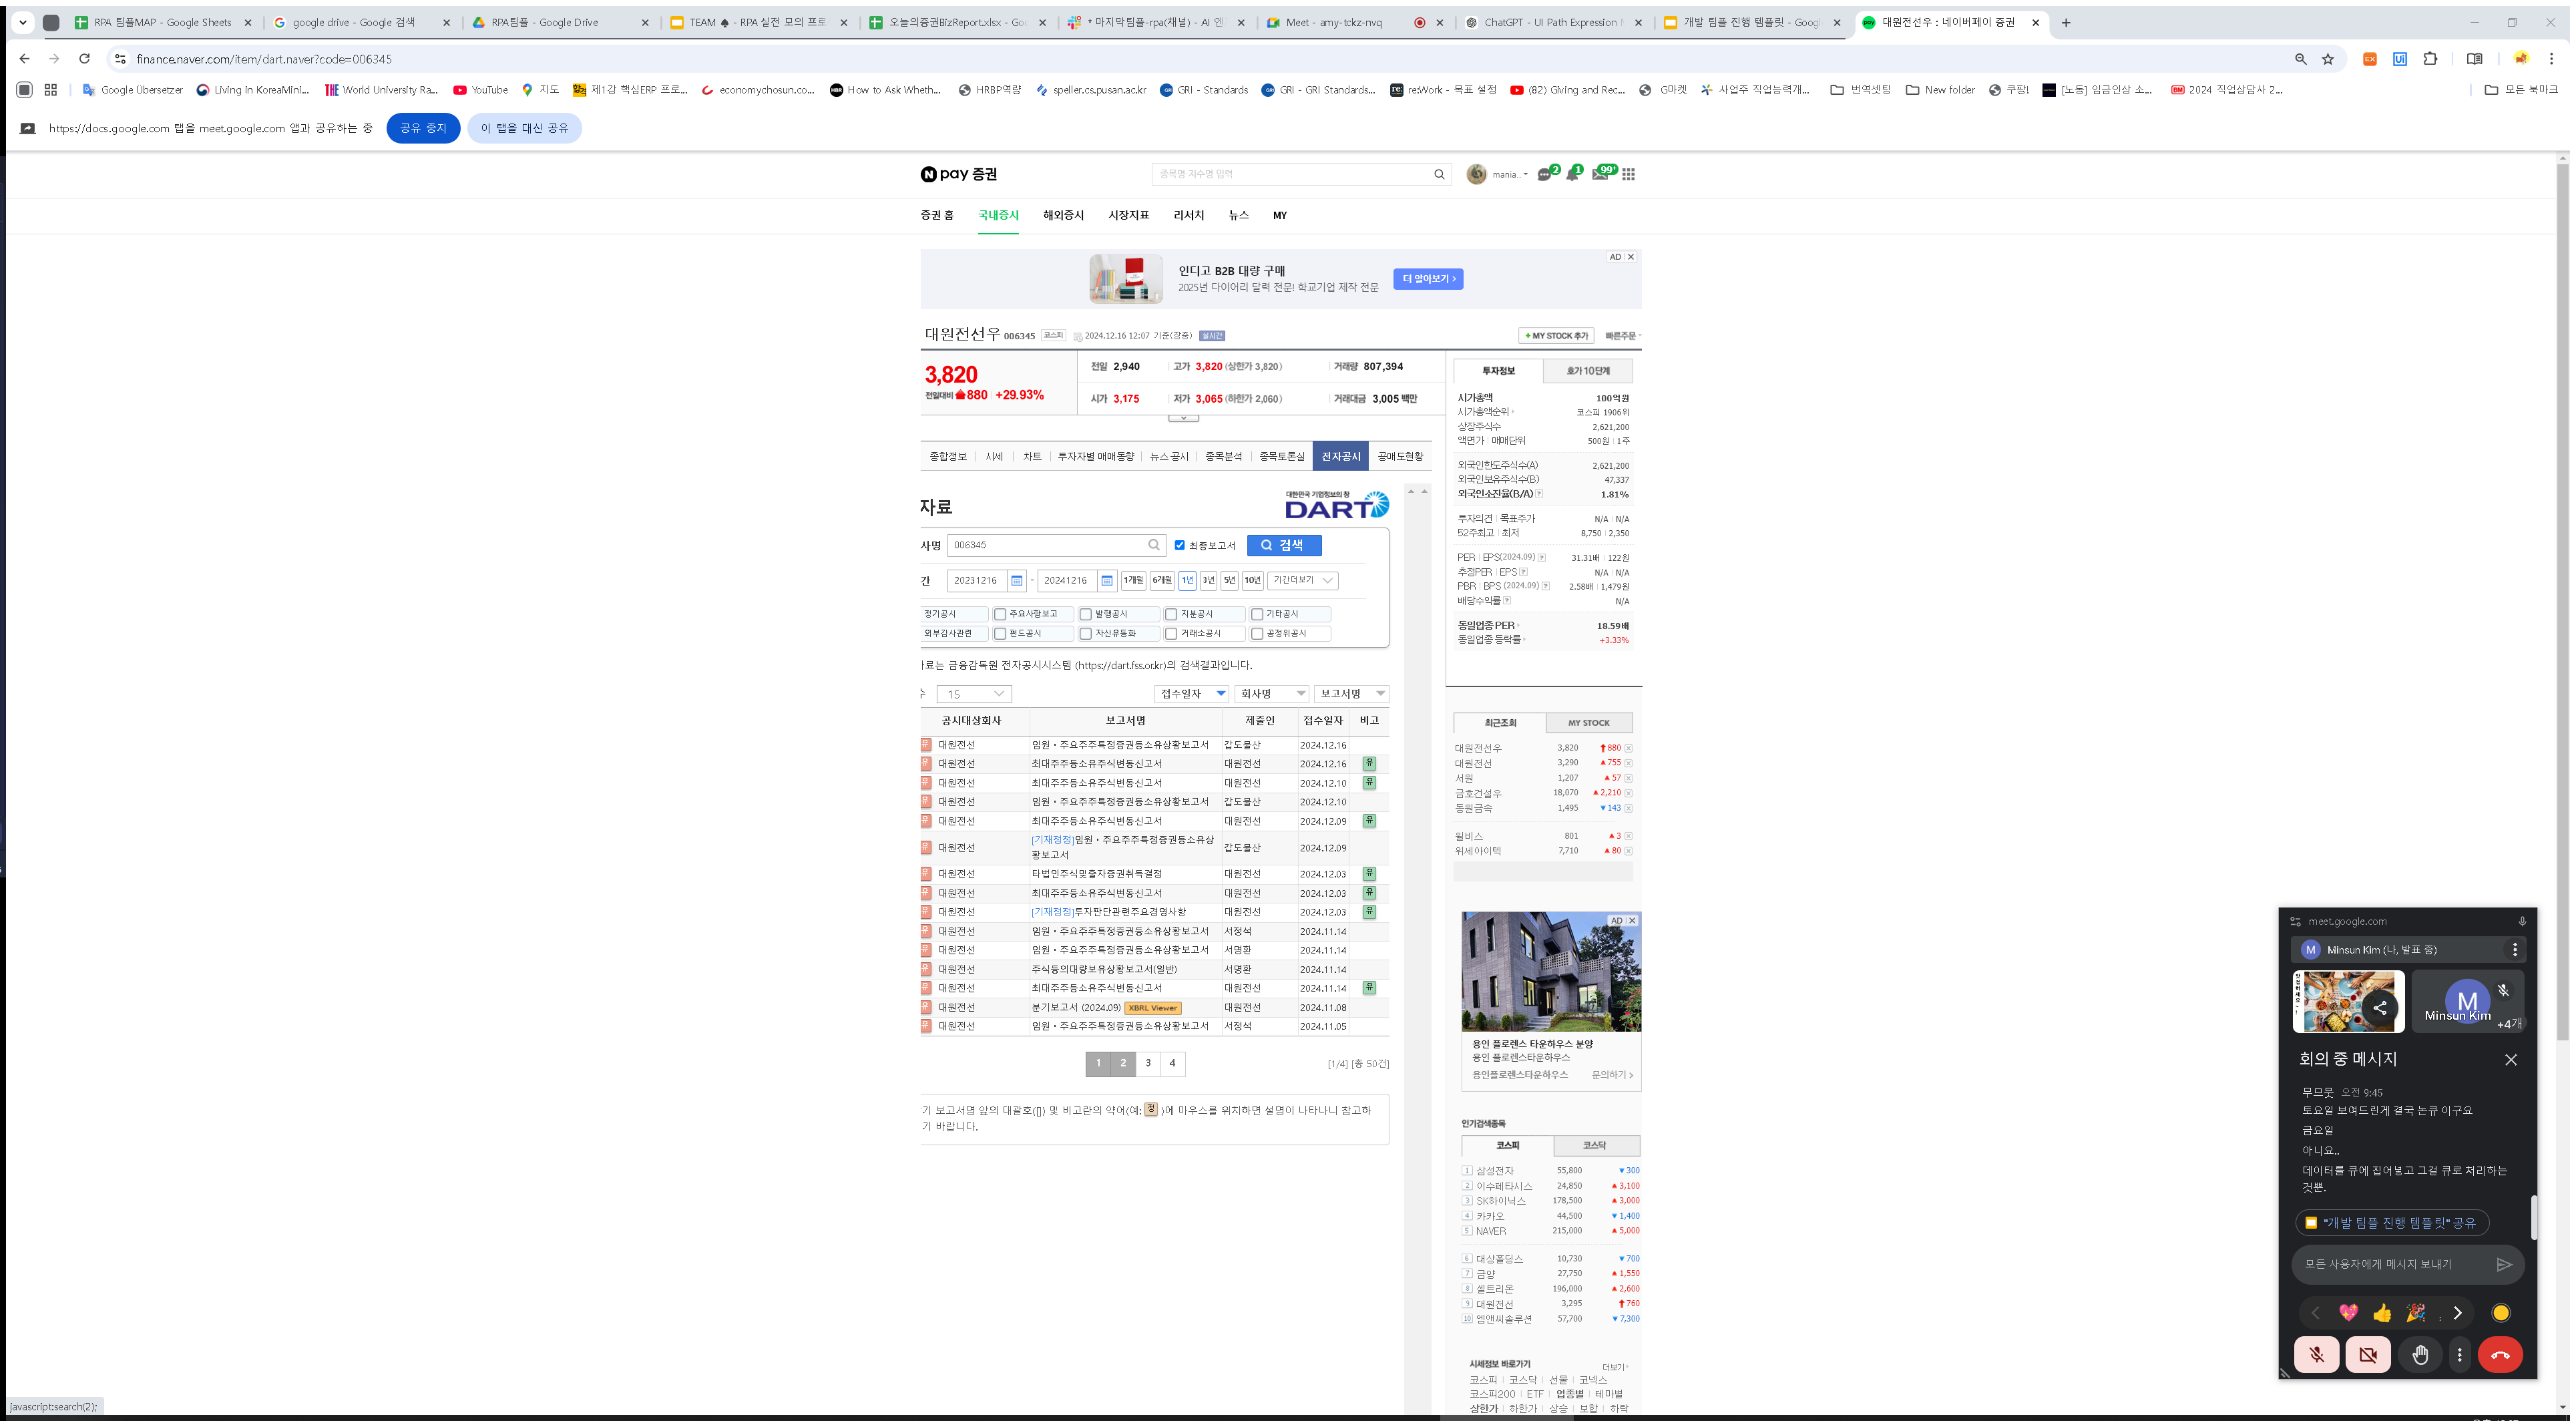 RPA 팀플MAP - Google Sheets
google drive - Google 검색
RPA팀플 - Google Drive
TEAM ♠ - RPA 실전 모의 프로
오늘의증권BizReport.xlsx - Goo
* 마지막팀플-rpa(채널) - AI 엔
Meet - amy-tckz-nvq
ChatGPT - UI Path Expression
개발 팀플 진행 템플릿 - Googl
대원전선우 : 네이버페이 증권
finance.naver.com/item/dart.naver?code=006345
Google Übersetzer
Living in KoreaMini...
World University Ra...
YouTube
지도
제1강 핵심ERP 프로...
economychosun.co...
How to Ask Wheth...
HRBP역량
speller.cs.pusan.ac.kr
GRI - Standards
GRI - GRI Standards...
re:Work - 목표 설정
(82) Giving and Rec...
G마켓
사업주 직업능력개...
번역셋팅
New folder
쿠팡!
[노동] 임금인상 소...
2024 직업상담사 2...
모든 북마크
https://docs.google.com 탭을 meet.google.com 앱과 공유하는 중
공유 중지
이 탭을 대신 공유
N pay 증권
종목명·지수명 입력
mania...
2
1
99+
증권 홈 국내증시 해외증시 시장지표 리서치 뉴스 MY
인디고 B2B 대량 구매
2025년 다이어리 달력 전문! 학교기업 제작 전문
더 알아보기 >
AD
대원전선우 006345 코스피 2024.12.16 12:07 기준(장중) 실시간
+ MY STOCK 추가 빠른주문
3,820
전일대비 880 +29.93%
전일 2,940 고가 3,820 (상한가 3,820) 거래량 807,394
시가 3,175 저가 3,065 (하한가 2,060) 거래대금 3,005 백만
종합정보 시세 차트 투자자별 매매동향 뉴스·공시 종목분석 종목토론실 전자공시 공매도현황
자료
대한민국 기업정보의 창
DART
사명 006345 최종보고서 검색
간 20231216 - 20241216 1개월 6개월 1년 3년 5년 10년 기간더보기
정기공시 주요사항보고 발행공시 지분공시 기타공시
외부감사관련 펀드공시 자산유동화 거래소공시 공정위공시
료는 금융감독원 전자공시시스템 (https://dart.fss.or.kr)의 검색결과입니다.
15 접수일자 회사명 보고서명
공시대상회사 보고서명 제출인 접수일자 비고
유 대원전선 임원ㆍ주요주주특정증권등소유상황보고서 갑도물산 2024.12.16
유 대원전선 최대주주등소유주식변동신고서 대원전선 2024.12.16 유
유 대원전선 최대주주등소유주식변동신고서 대원전선 2024.12.10 유
유 대원전선 임원ㆍ주요주주특정증권등소유상황보고서 갑도물산 2024.12.10
유 대원전선 최대주주등소유주식변동신고서 대원전선 2024.12.09 유
유 대원전선 [기재정정]임원ㆍ주요주주특정증권등소유상황보고서 갑도물산 2024.12.09
유 대원전선 타법인주식및출자증권취득결정 대원전선 2024.12.03 유
유 대원전선 최대주주등소유주식변동신고서 대원전선 2024.12.03 유
유 대원전선 [기재정정]투자판단관련주요경영사항 대원전선 2024.12.03 유
유 대원전선 임원ㆍ주요주주특정증권등소유상황보고서 서정석 2024.11.14
유 대원전선 임원ㆍ주요주주특정증권등소유상황보고서 서명환 2024.11.14
유 대원전선 주식등의대량보유상황보고서(일반) 서명환 2024.11.14
유 대원전선 최대주주등소유주식변동신고서 대원전선 2024.11.14 유
유 대원전선 분기보고서 (2024.09) XBRL Viewer 대원전선 2024.11.08
유 대원전선 임원ㆍ주요주주특정증권등소유상황보고서 서정석 2024.11.05
1 2 3 4
[1/4] [총 50건]
기 보고서명 앞의 대괄호([]) 및 비고란의 약어(예: 정 )에 마우스를 위치하면 설명이 나타나니 참고하
기 바랍니다.
투자정보 호가 10단계
시가총액 100억원
시가총액순위 코스피 1906위
상장주식수 2,621,200
액면가 매매단위 500원 1주
외국인한도주식수(A) 2,621,200
외국인보유주식수(B) 47,337
외국인소진율(B/A) 1.81%
투자의견 목표주가 N/A N/A
52주최고 최저 8,750 2,350
PER EPS(2024.09) 31.31배 122원
추정PER EPS N/A N/A
PBR BPS (2024.09) 2.58배 1,479원
배당수익률 N/A
동일업종 PER 18.59배
동일업종 등락률 +3.33%
최근조회 MY STOCK
대원전선우 3,820 880
대원전선 3,290 755
서원 1,207 57
금호건설우 18,070 2,210
동원금속 1,495 143
윌비스 801 3
위세아이텍 7,710 80
AD
용인 플로렌스 타운하우스 분양
용인 플로렌스타운하우스
용인플로렌스타운하우스 문의하기 >
인기검색종목
코스피 코스닥
1 삼성전자 55,800 300
2 이수페타시스 24,850 3,100
3 SK하이닉스 178,500 3,000
4 카카오 44,500 1,400
5 NAVER 215,000 5,000
6 대상홀딩스 10,730 700
7 금양 27,750 1,550
8 셀트리온 196,000 2,600
9 대원전선 3,295 760
10 엠앤씨솔루션 57,700 7,300
시세정보 바로가기 더보기
코스피 코스닥 선물 코넥스
코스피200 ETF 업종별 테마별
상한가 하한가 상승 보합 하락
meet.google.com
M Minsun Kim (나, 발표 중)
M
Minsun Kim
+4개
회의 중 메시지
무므뭇 오전 9:45
토요일 보여드린게 결국 논큐 이구요
금요일
아니요..
데이터를 큐에 집어넣고 그걸 큐로 처리하는
것뿐.
"개발 팀플 진행 템플릿" 공유
모든 사용자에게 메시지 보내기
javascript:search(2);